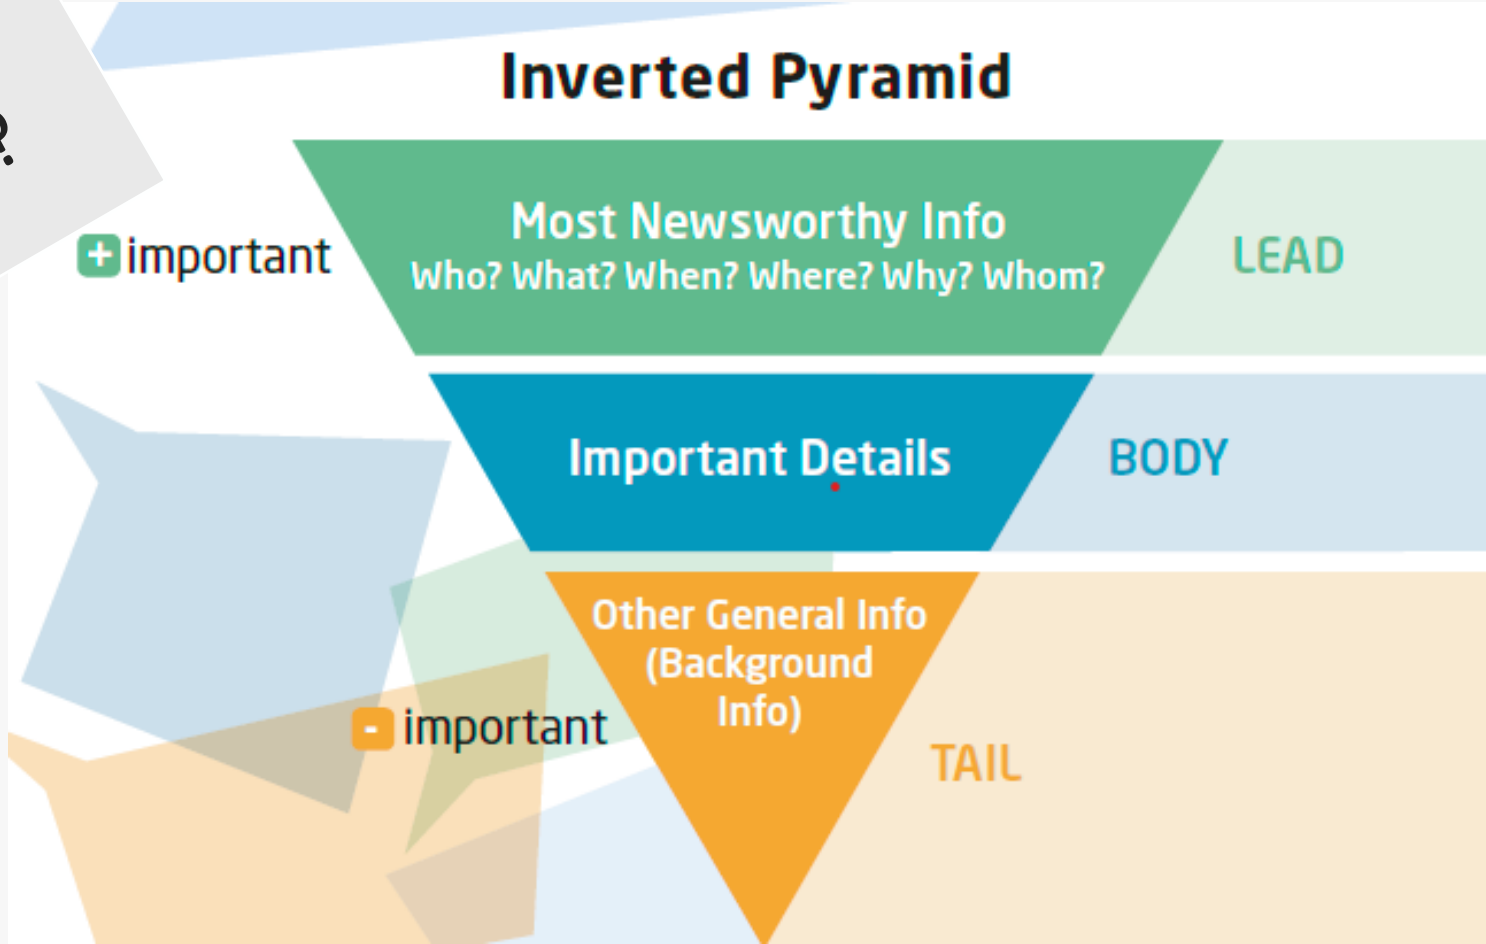 Inverted Pyramid
Most Newsworthy Info
Who? What? When? Where? Why? Whom?
+ important
LEAD
Important Details
BODY
Other General Info
(Background
Info)
- important
TAIL